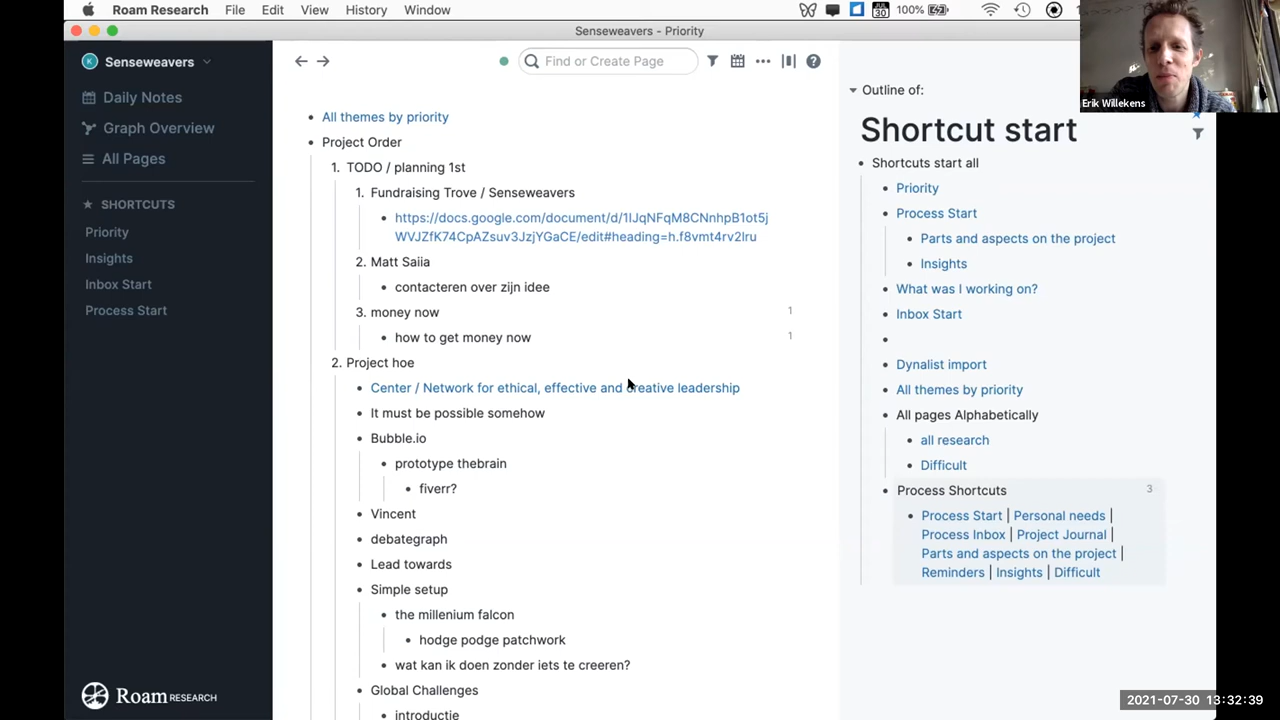 Roam Research File Edit View History Window
JUL 30 100%
Senseweavers - Priority
Senseweavers
Daily Notes
Graph Overview
All Pages
SHORTCUTS
Priority
Insights
Inbox Start
Process Start
Roam RESEARCH
Find or Create Page
All themes by priority
Project Order
1. TODO / planning 1st
1. Fundraising Trove / Senseweavers
https://docs.google.com/document/d/1IJqNFqM8CNnhpB1ot5j
WVJZfK74CpAZsuv3JzjYGaCE/edit#heading=h.f8vmt4rv2lru
2. Matt Saiia
contacteren over zijn idee
3. money now 1
how to get money now 1
2. Project hoe
Center / Network for ethical, effective and creative leadership
It must be possible somehow
Bubble.io
prototype thebrain
fiverr?
Vincent
debategraph
Lead towards
Simple setup
the millenium falcon
hodge podge patchwork
wat kan ik doen zonder iets te creeren?
Global Challenges
introductie
Outline of:
Shortcut start
Shortcuts start all
Priority
Process Start
Parts and aspects on the project
Insights
What was I working on?
Inbox Start
Dynalist import
All themes by priority
All pages Alphabetically
all research
Difficult
Process Shortcuts 3
Process Start | Personal needs |
Process Inbox | Project Journal |
Parts and aspects on the project |
Reminders | Insights | Difficult
Erik Willekens
2021-07-30 13:32:39